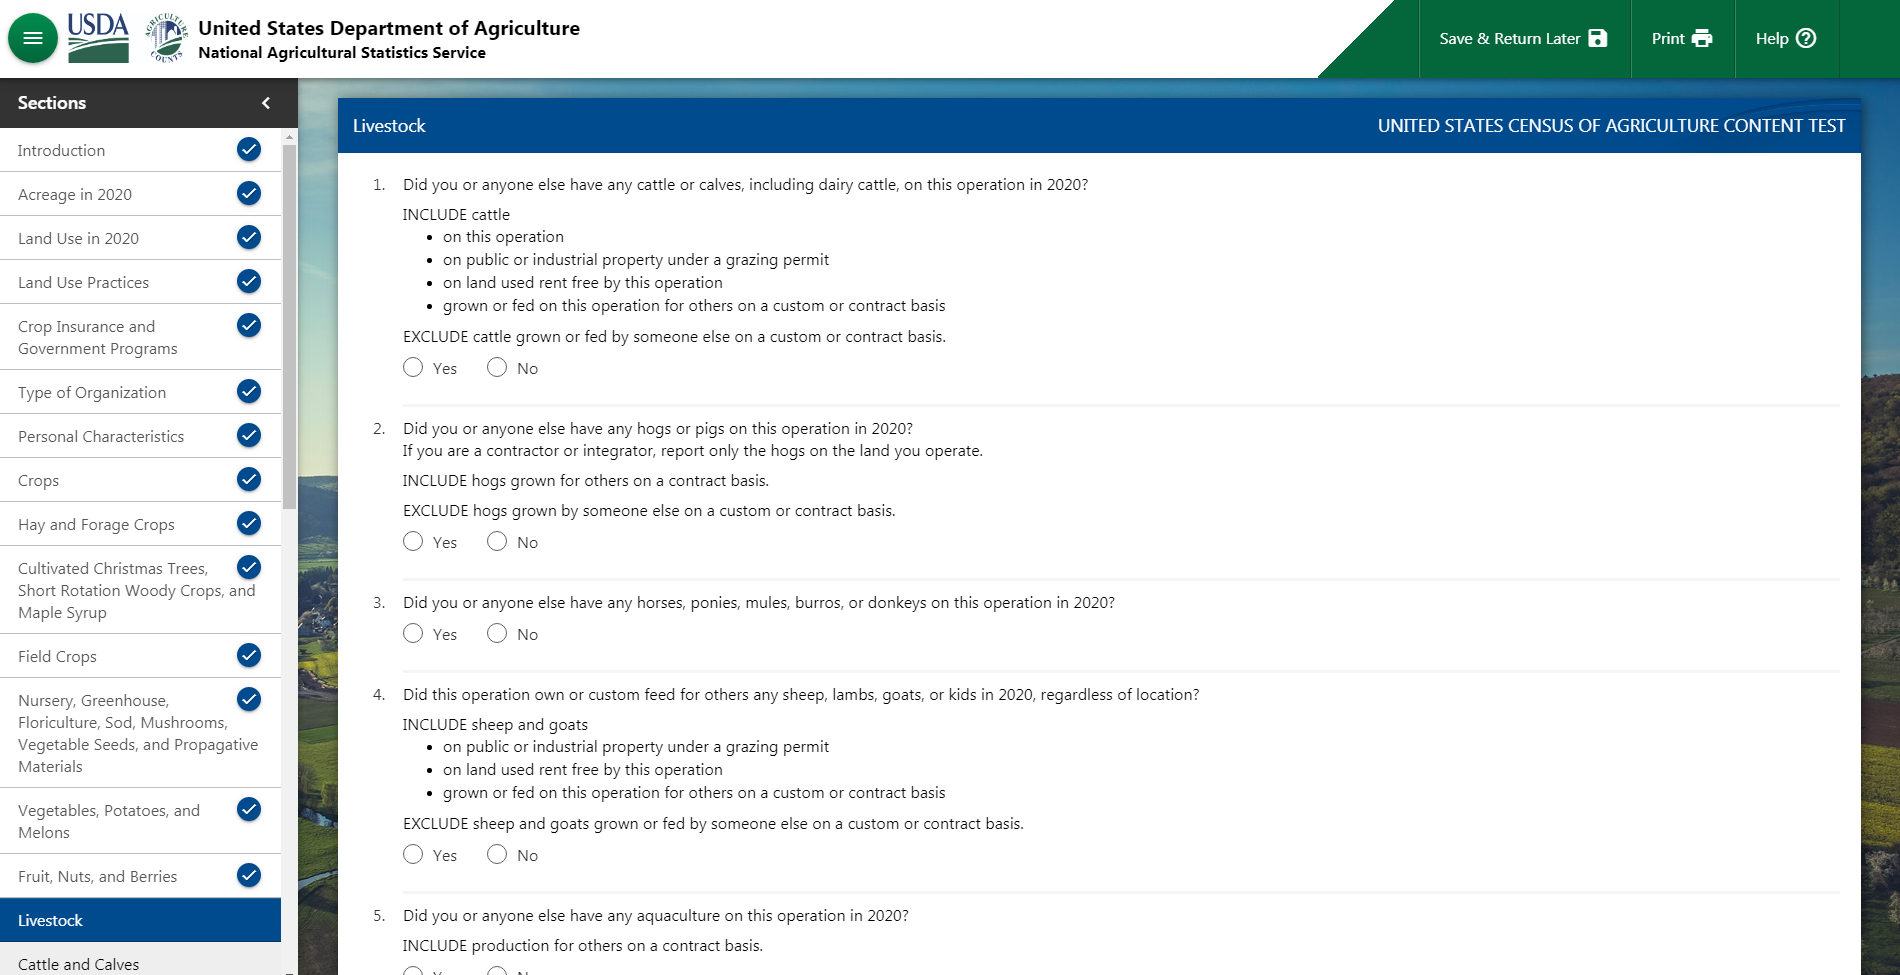 USDA
AGRICULTURE COUNTS
United States Department of Agriculture
National Agricultural Statistics Service
Save & Return Later
Print
Help
Sections
Introduction
Acreage in 2020
Land Use in 2020
Land Use Practices
Crop Insurance and
Government Programs
Type of Organization
Personal Characteristics
Crops
Hay and Forage Crops
Cultivated Christmas Trees,
Short Rotation Woody Crops, and
Maple Syrup
Field Crops
Nursery, Greenhouse,
Floriculture, Sod, Mushrooms,
Vegetable Seeds, and Propagative
Materials
Vegetables, Potatoes, and
Melons
Fruit, Nuts, and Berries
Livestock
Cattle and Calves
Livestock
UNITED STATES CENSUS OF AGRICULTURE CONTENT TEST
1. Did you or anyone else have any cattle or calves, including dairy cattle, on this operation in 2020?
INCLUDE cattle
• on this operation
• on public or industrial property under a grazing permit
• on land used rent free by this operation
• grown or fed on this operation for others on a custom or contract basis
EXCLUDE cattle grown or fed by someone else on a custom or contract basis.
Yes No
2. Did you or anyone else have any hogs or pigs on this operation in 2020?
If you are a contractor or integrator, report only the hogs on the land you operate.
INCLUDE hogs grown for others on a contract basis.
EXCLUDE hogs grown by someone else on a custom or contract basis.
Yes No
3. Did you or anyone else have any horses, ponies, mules, burros, or donkeys on this operation in 2020?
Yes No
4. Did this operation own or custom feed for others any sheep, lambs, goats, or kids in 2020, regardless of location?
INCLUDE sheep and goats
• on public or industrial property under a grazing permit
• on land used rent free by this operation
• grown or fed on this operation for others on a custom or contract basis
EXCLUDE sheep and goats grown or fed by someone else on a custom or contract basis.
Yes No
5. Did you or anyone else have any aquaculture on this operation in 2020?
INCLUDE production for others on a contract basis.